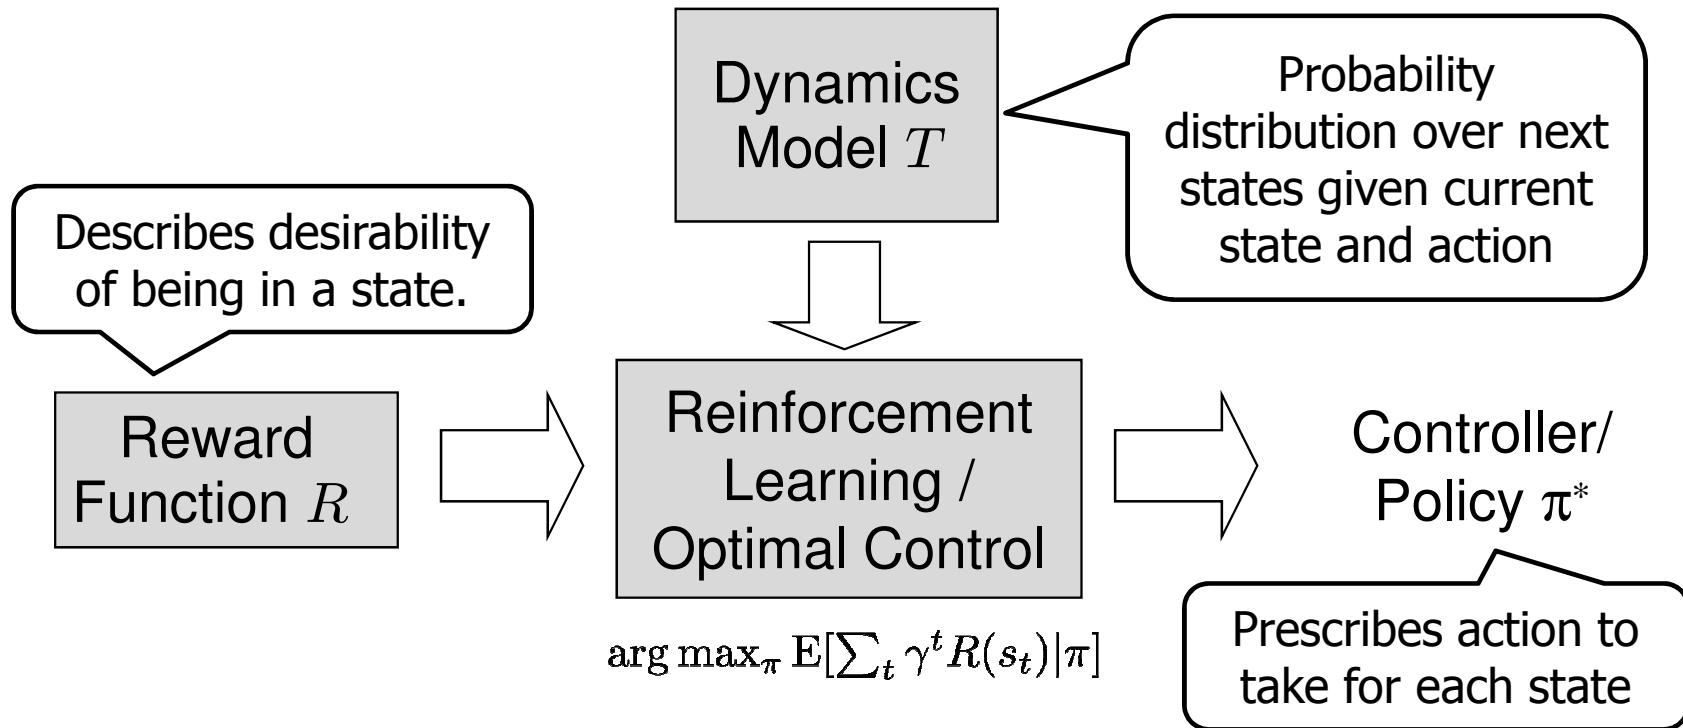 Dynamics
Model T
Probability
distribution over next
states given current
state and action
Describes desirability
of being in a state.
Reward
Function R
Reinforcement
Learning /
Optimal Control
Controller/
Policy π*
arg max_π E[∑_t γ^t R(s_t)|π]
Prescribes action to
take for each state